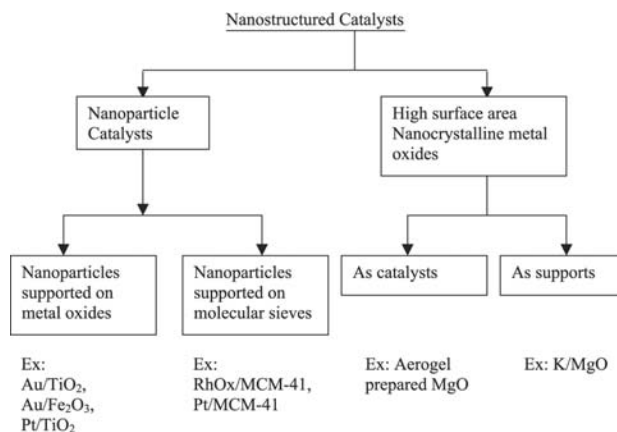 Nanostructured Catalysts
Nanoparticle
Catalysts
High surface area
Nanocrystalline metal
oxides
Nanoparticles
supported on
metal oxides
Nanoparticles
supported on
molecular sieves
As catalysts
As supports
Ex:
Au/TiO₂,
Au/Fe₂O₃,
Pt/TiO₂
Ex:
RhOx/MCM-41,
Pt/MCM-41
Ex: Aerogel
prepared MgO
Ex: K/MgO